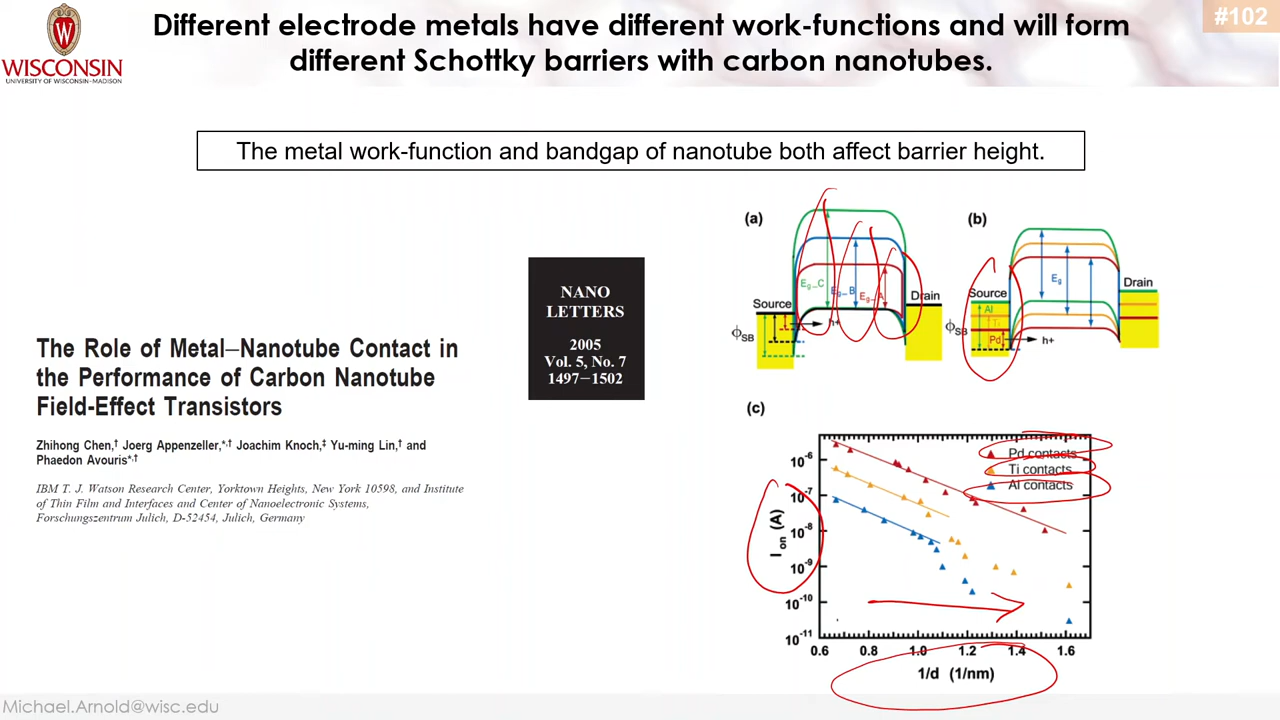 #102
Different electrode metals have different work-functions and will form
different Schottky barriers with carbon nanotubes.
WISCONSIN
UNIVERSITY OF WISCONSIN-MADISON
The metal work-function and bandgap of nanotube both affect barrier height.
NANO
LETTERS
2005
Vol. 5, No. 7
1497−1502
The Role of Metal−Nanotube Contact in
the Performance of Carbon Nanotube
Field-Effect Transistors
Zhihong Chen,† Joerg Appenzeller,*,† Joachim Knoch,‡ Yu-ming Lin,† and
Phaedon Avouris*,†
IBM T. J. Watson Research Center, Yorktown Heights, New York 10598, and Institute
of Thin Film and Interfaces and Center of Nanoelectronic Systems,
Forschungszentrum Julich, D-52454, Julich, Germany
(a)
Eg_C
Eg_B
Eg_A
Source
Drain
ϕSB
h+
(b)
Eg
Source
Drain
Al
Ti
Pd
ϕSB
h+
(c)
Pd contacts
Ti contacts
Al contacts
Ion (A)
10-6
10-7
10-8
10-9
10-10
10-11
0.6 0.8 1.0 1.2 1.4 1.6
1/d (1/nm)
Michael.Arnold@wisc.edu